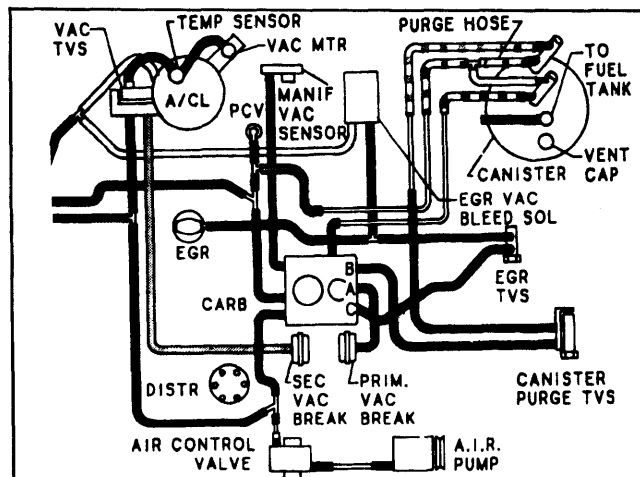 VAC
TVS
TEMP SENSOR
VAC MTR
A/CL
PCV
MANIF
VAC
SENSOR
PURGE HOSE
TO
FUEL
TANK
VENT
CAP
CANISTER
EGR VAC
BLEED SOL
EGR
EGR
TVS
CARB
B
A
C
DISTR
SEC
VAC
BREAK
PRIM.
VAC
BREAK
CANISTER
PURGE TVS
AIR CONTROL
VALVE
A.I.R.
PUMP